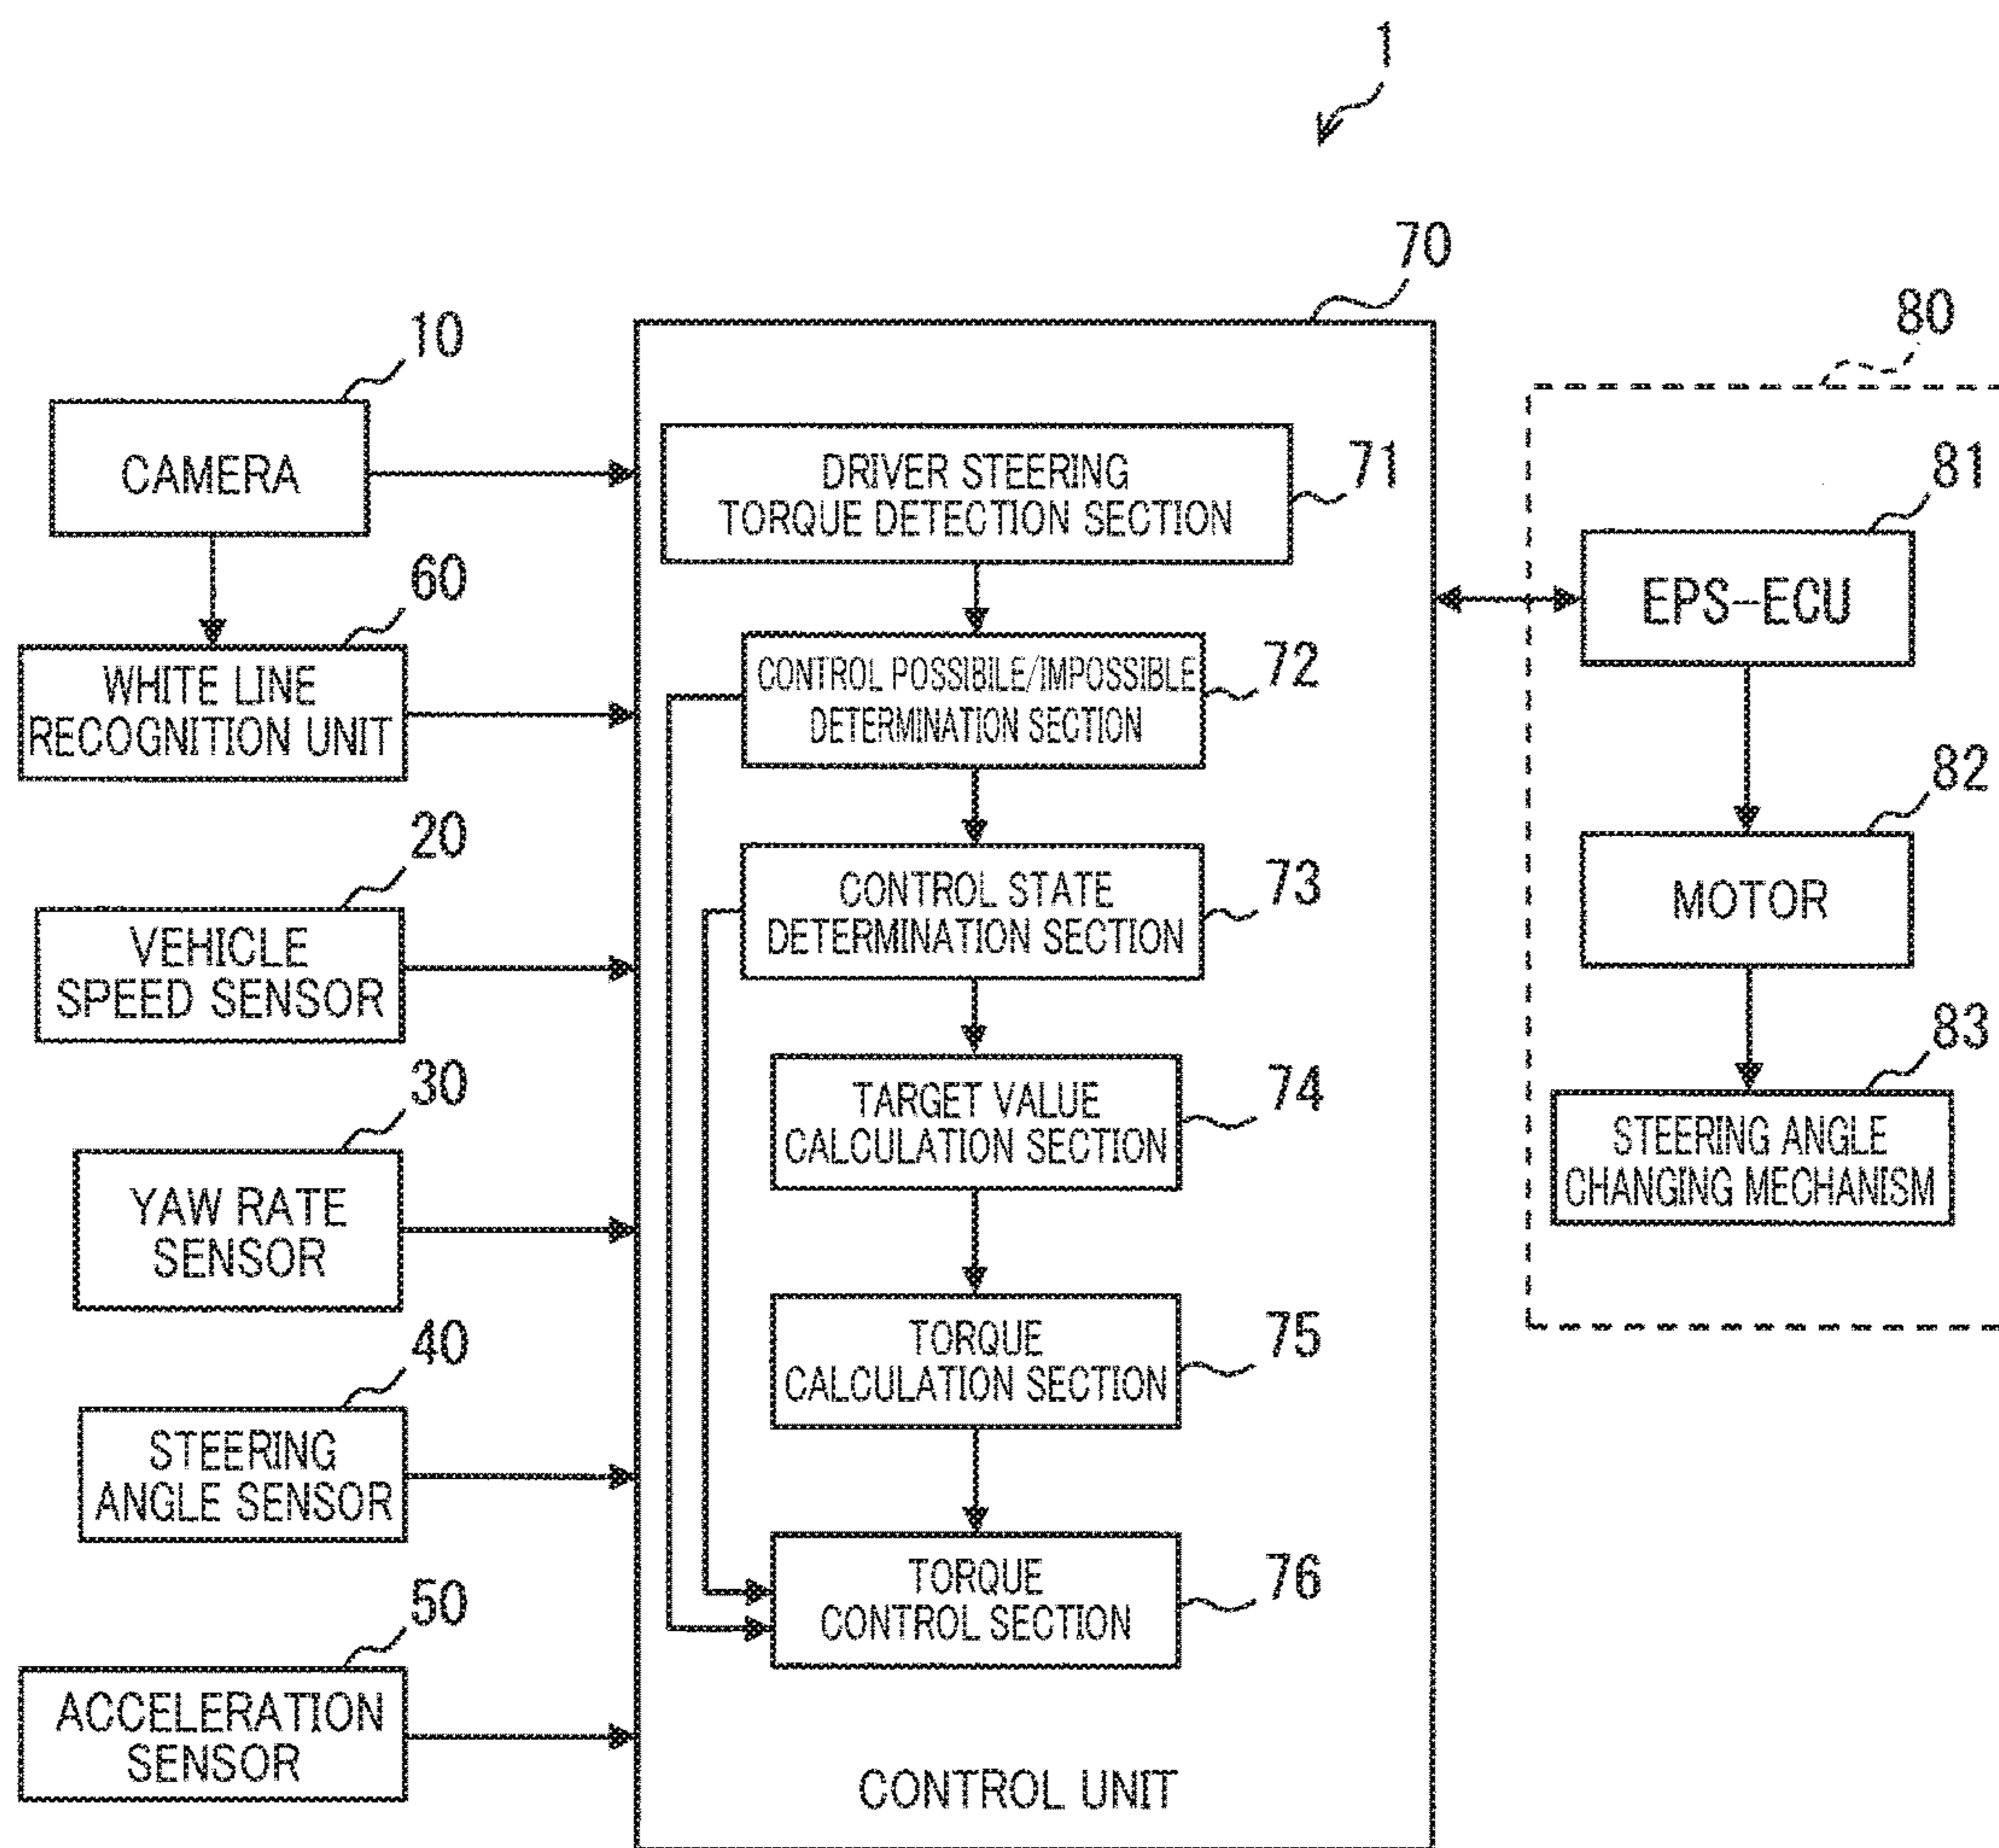 1
70
80
10
CAMERA
60
WHITE LINE
RECOGNITION UNIT
20
VEHICLE
SPEED SENSOR
30
YAW RATE
SENSOR
40
STEERING
ANGLE SENSOR
50
ACCELERATION
SENSOR
DRIVER STEERING
TORQUE DETECTION SECTION
71
CONTROL POSSIBILE/IMPOSSIBLE
DETERMINATION SECTION
72
CONTROL STATE
DETERMINATION SECTION
73
TARGET VALUE
CALCULATION SECTION
74
TORQUE
CALCULATION SECTION
75
TORQUE
CONTROL SECTION
76
CONTROL UNIT
81
EPS-ECU
82
MOTOR
83
STEERING ANGLE
CHANGING MECHANISM